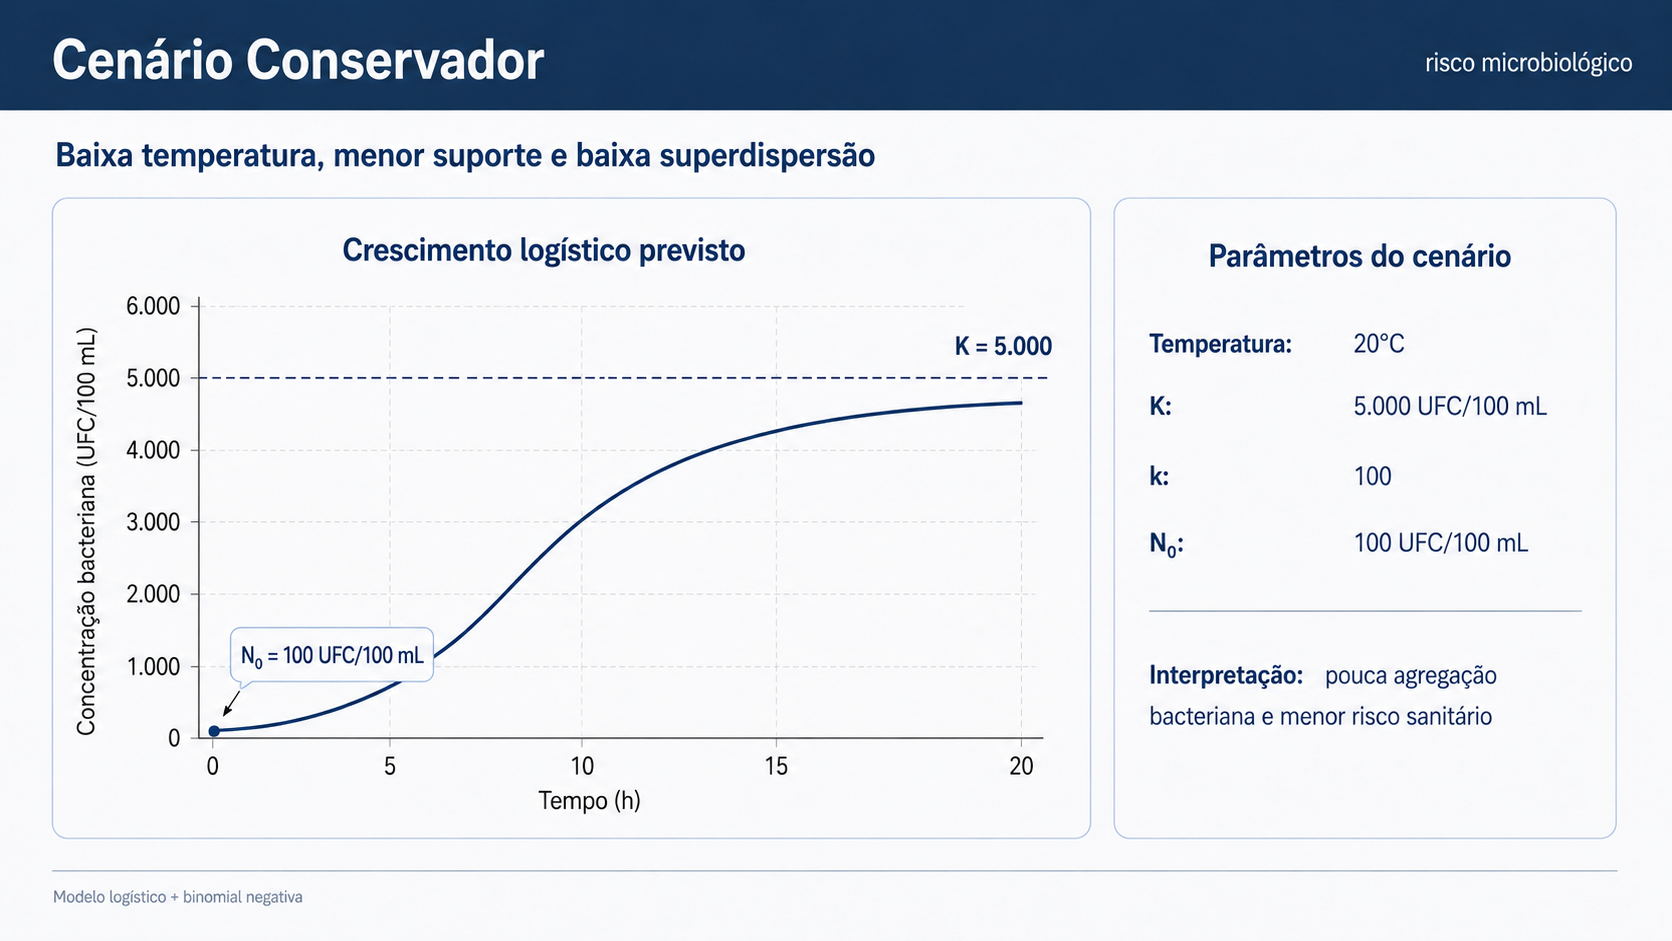 Cenário Conservador
risco microbiológico
Baixa temperatura, menor suporte e baixa superdispersão
Crescimento logístico previsto
Concentração bacteriana (UFC/100 mL)
6.000
5.000
4.000
3.000
2.000
1.000
0
K = 5.000
N₀ = 100 UFC/100 mL
0 5 10 15 20
Tempo (h)
Parâmetros do cenário
Temperatura: 20°C
K: 5.000 UFC/100 mL
k: 100
N₀: 100 UFC/100 mL
Interpretação: pouca agregação
bacteriana e menor risco sanitário
Modelo logístico + binomial negativa